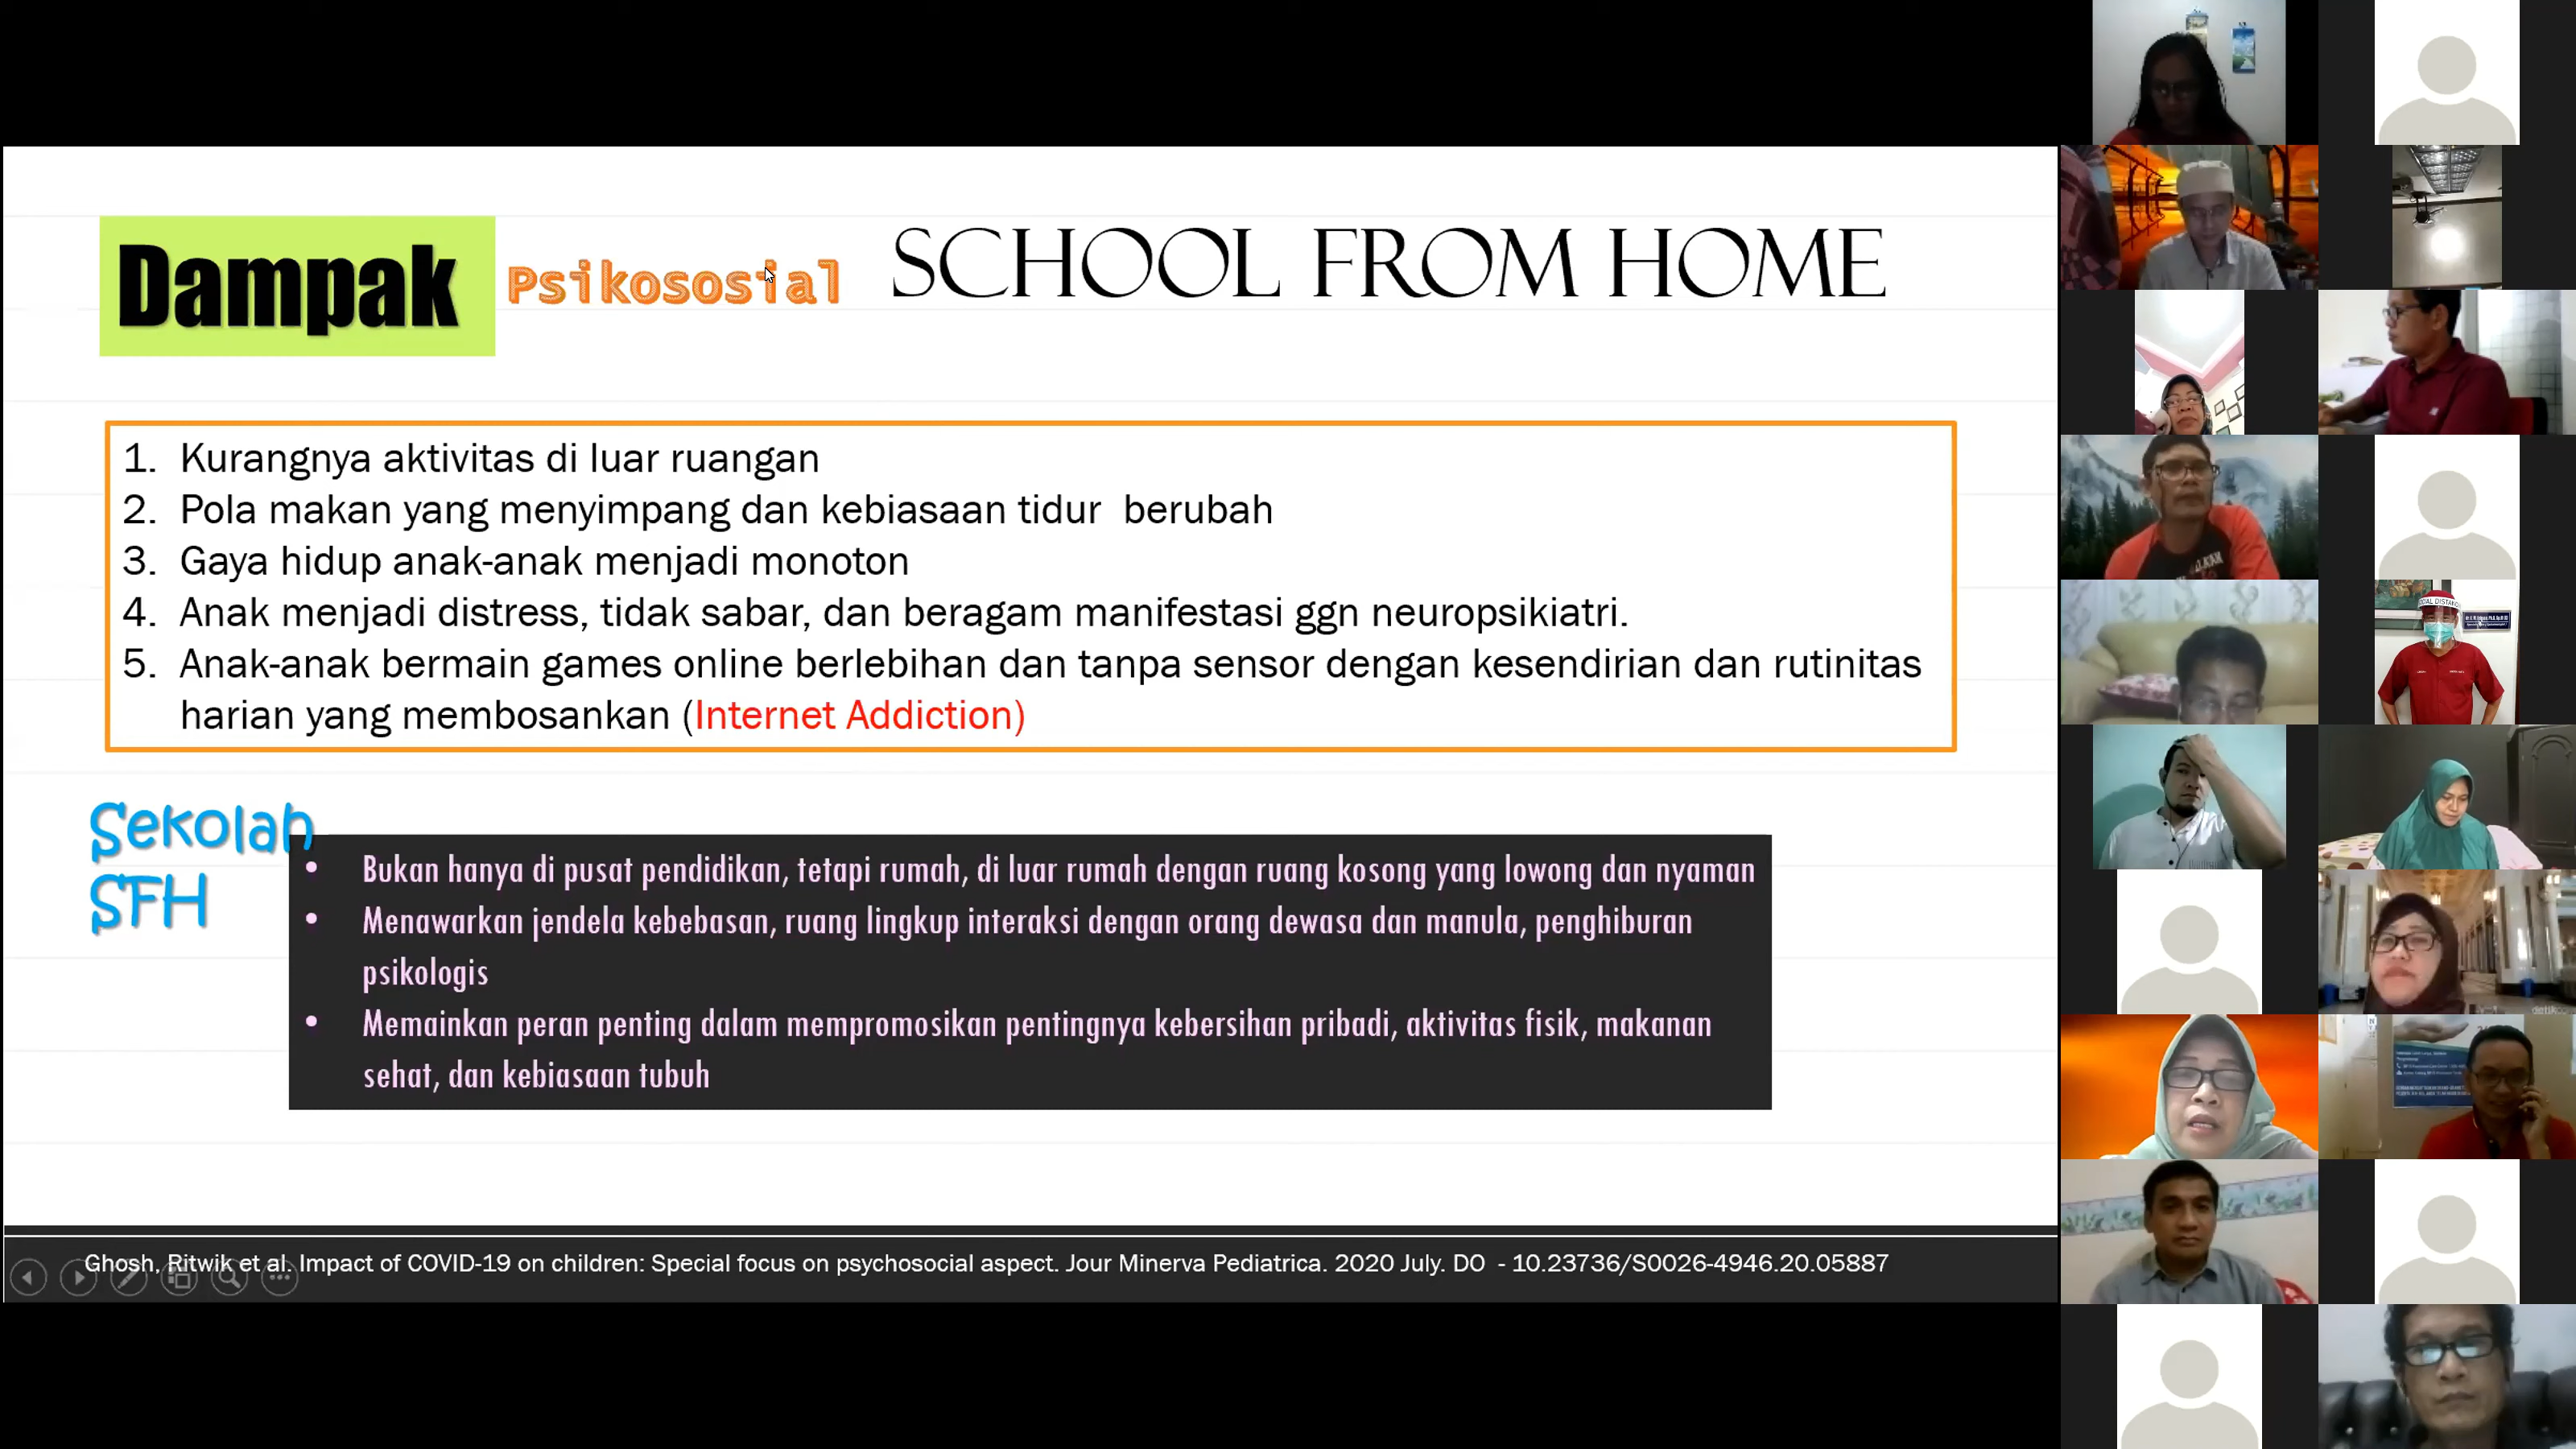 Dampak Psikososial SCHOOL FROM HOME
1. Kurangnya aktivitas di luar ruangan
2. Pola makan yang menyimpang dan kebiasaan tidur berubah
3. Gaya hidup anak-anak menjadi monoton
4. Anak menjadi distress, tidak sabar, dan beragam manifestasi ggn neuropsikiatri.
5. Anak-anak bermain games online berlebihan dan tanpa sensor dengan kesendirian dan rutinitas
harian yang membosankan (Internet Addiction)
Sekolah
SFH
• Bukan hanya di pusat pendidikan, tetapi rumah, di luar rumah dengan ruang kosong yang lowong dan nyaman
• Menawarkan jendela kebebasan, ruang lingkup interaksi dengan orang dewasa dan manula, penghiburan
psikologis
• Memainkan peran penting dalam mempromosikan pentingnya kebersihan pribadi, aktivitas fisik, makanan
sehat, dan kebiasaan tubuh
Ghosh, Ritwik et al. Impact of COVID-19 on children: Special focus on psychosocial aspect. Jour Minerva Pediatrica. 2020 July. DO - 10.23736/S0026-4946.20.05887
detik